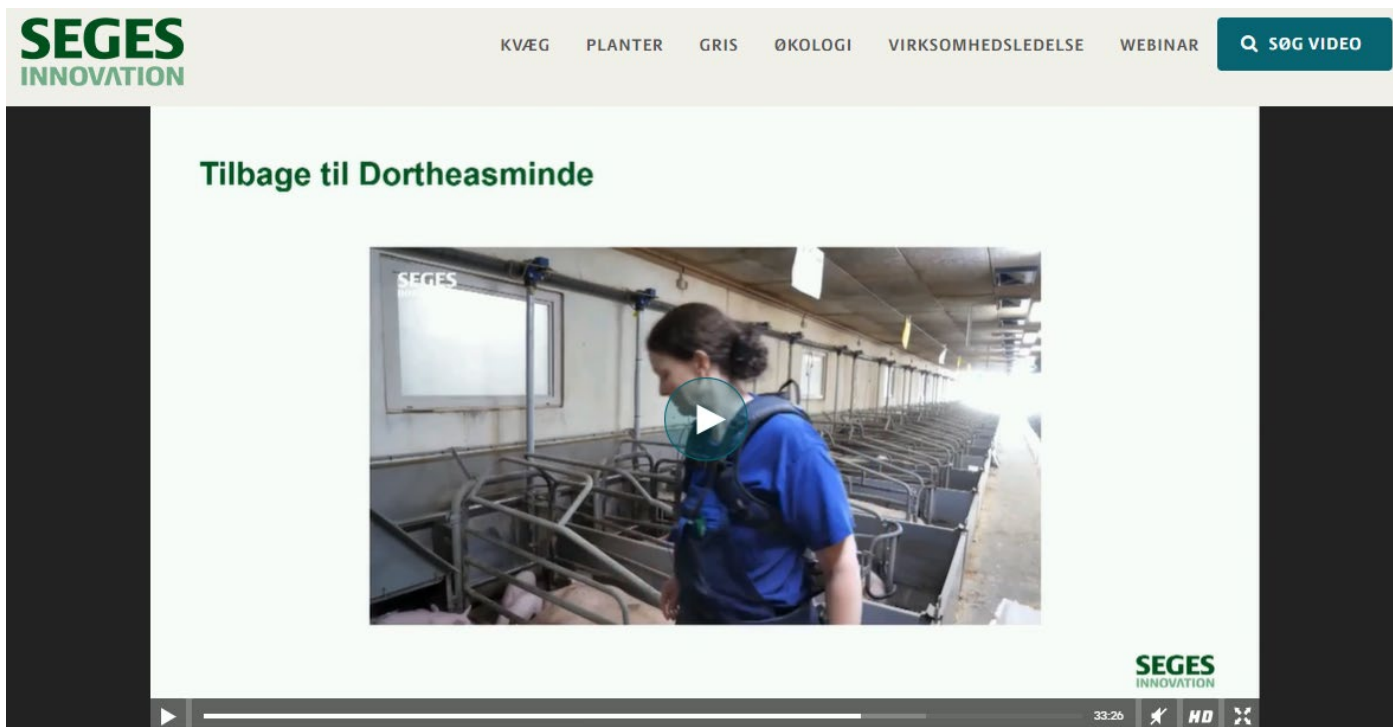 SEGES
INNOVATION
KVÆG PLANTER GRIS ØKOLOGI VIRKSOMHEDSLEDELSE WEBINAR SØG VIDEO
Tilbage til Dortheasminde
SEGES
SEGES
INNOVATION
33:26 HD